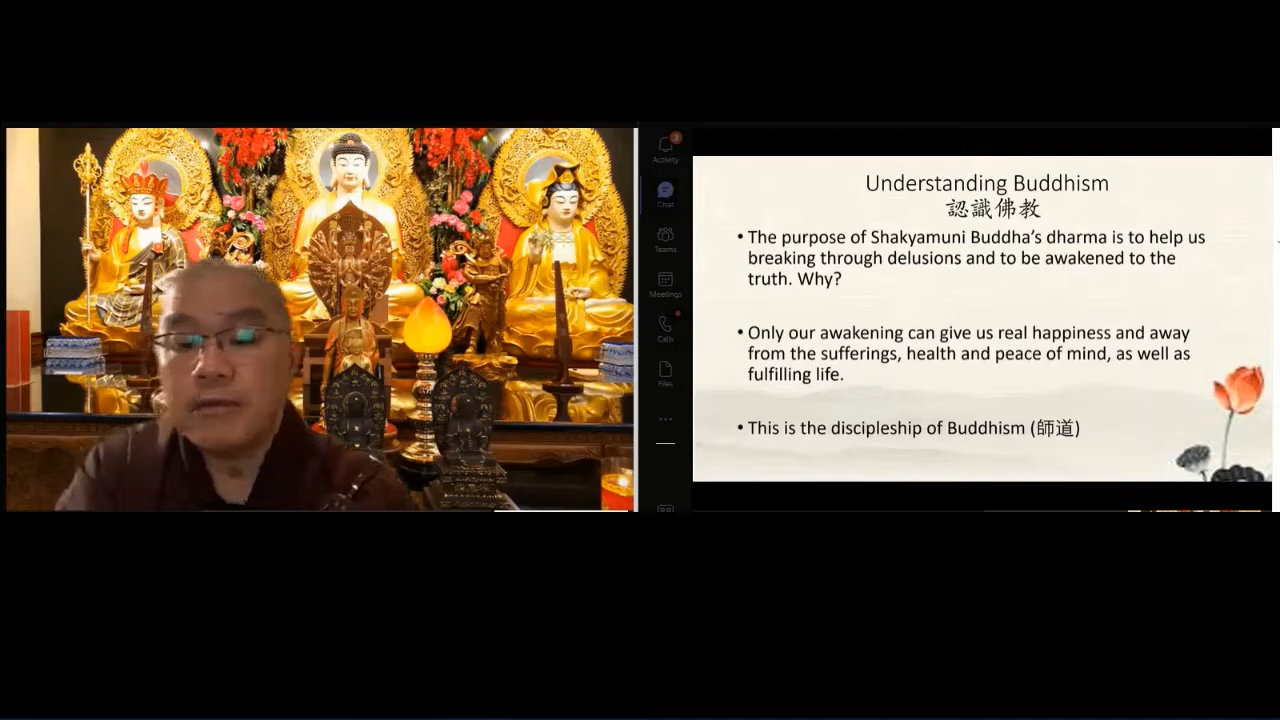 3
Activity
Chat
Teams
Meetings
Calls
Files
Understanding Buddhism
認識佛教
• The purpose of Shakyamuni Buddha's dharma is to help us
breaking through delusions and to be awakened to the
truth. Why?
• Only our awakening can give us real happiness and away
from the sufferings, health and peace of mind, as well as
fulfilling life.
• This is the discipleship of Buddhism (師道)